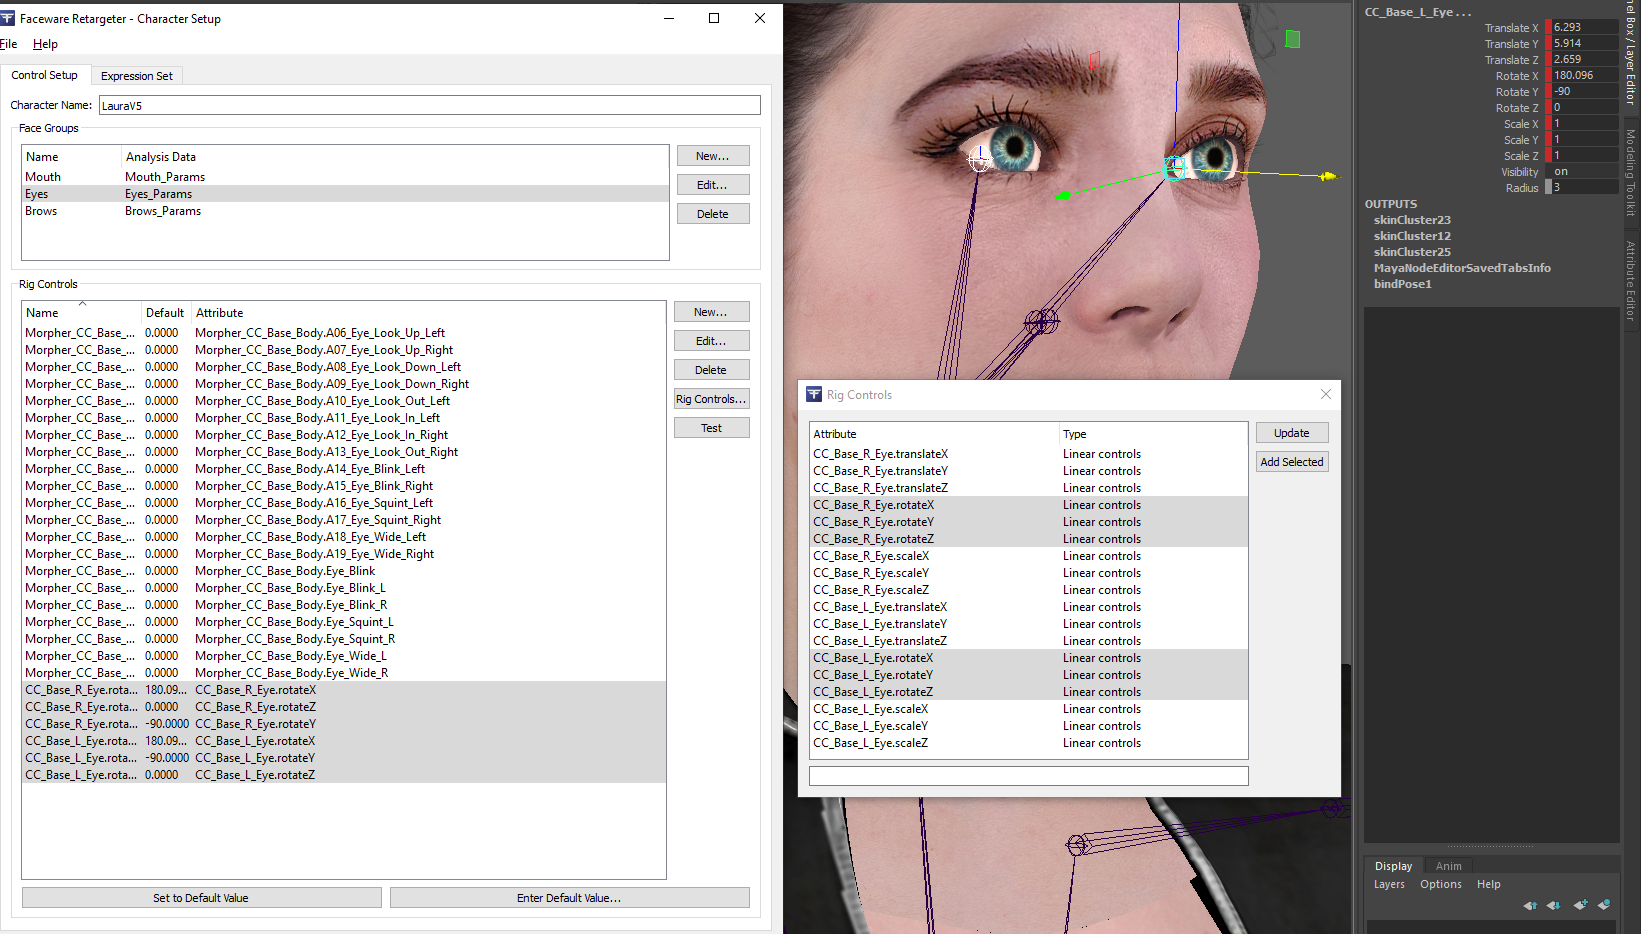 Faceware Retargeter - Character Setup
File Help
Control Setup Expression Set
Character Name: LauraV5
Face Groups
Name Analysis Data
Mouth Mouth_Params
Eyes Eyes_Params
Brows Brows_Params
New...
Edit...
Delete
Rig Controls
Name Default Attribute
Morpher_CC_Base_... 0.0000 Morpher_CC_Base_Body.A06_Eye_Look_Up_Left
Morpher_CC_Base_... 0.0000 Morpher_CC_Base_Body.A07_Eye_Look_Up_Right
Morpher_CC_Base_... 0.0000 Morpher_CC_Base_Body.A08_Eye_Look_Down_Left
Morpher_CC_Base_... 0.0000 Morpher_CC_Base_Body.A09_Eye_Look_Down_Right
Morpher_CC_Base_... 0.0000 Morpher_CC_Base_Body.A10_Eye_Look_Out_Left
Morpher_CC_Base_... 0.0000 Morpher_CC_Base_Body.A11_Eye_Look_In_Left
Morpher_CC_Base_... 0.0000 Morpher_CC_Base_Body.A12_Eye_Look_In_Right
Morpher_CC_Base_... 0.0000 Morpher_CC_Base_Body.A13_Eye_Look_Out_Right
Morpher_CC_Base_... 0.0000 Morpher_CC_Base_Body.A14_Eye_Blink_Left
Morpher_CC_Base_... 0.0000 Morpher_CC_Base_Body.A15_Eye_Blink_Right
Morpher_CC_Base_... 0.0000 Morpher_CC_Base_Body.A16_Eye_Squint_Left
Morpher_CC_Base_... 0.0000 Morpher_CC_Base_Body.A17_Eye_Squint_Right
Morpher_CC_Base_... 0.0000 Morpher_CC_Base_Body.A18_Eye_Wide_Left
Morpher_CC_Base_... 0.0000 Morpher_CC_Base_Body.A19_Eye_Wide_Right
Morpher_CC_Base_... 0.0000 Morpher_CC_Base_Body.Eye_Blink
Morpher_CC_Base_... 0.0000 Morpher_CC_Base_Body.Eye_Blink_L
Morpher_CC_Base_... 0.0000 Morpher_CC_Base_Body.Eye_Blink_R
Morpher_CC_Base_... 0.0000 Morpher_CC_Base_Body.Eye_Squint_L
Morpher_CC_Base_... 0.0000 Morpher_CC_Base_Body.Eye_Squint_R
Morpher_CC_Base_... 0.0000 Morpher_CC_Base_Body.Eye_Wide_L
Morpher_CC_Base_... 0.0000 Morpher_CC_Base_Body.Eye_Wide_R
CC_Base_R_Eye.rota... 180.09... CC_Base_R_Eye.rotateX
CC_Base_R_Eye.rota... 0.0000 CC_Base_R_Eye.rotateZ
CC_Base_R_Eye.rota... -90.0000 CC_Base_R_Eye.rotateY
CC_Base_L_Eye.rota... 180.09... CC_Base_L_Eye.rotateX
CC_Base_L_Eye.rota... -90.0000 CC_Base_L_Eye.rotateY
CC_Base_L_Eye.rota... 0.0000 CC_Base_L_Eye.rotateZ
New...
Edit...
Delete
Rig Controls...
Test
Set to Default Value Enter Default Value...
Rig Controls
Attribute Type
CC_Base_R_Eye.translateX Linear controls
CC_Base_R_Eye.translateY Linear controls
CC_Base_R_Eye.translateZ Linear controls
CC_Base_R_Eye.rotateX Linear controls
CC_Base_R_Eye.rotateY Linear controls
CC_Base_R_Eye.rotateZ Linear controls
CC_Base_R_Eye.scaleX Linear controls
CC_Base_R_Eye.scaleY Linear controls
CC_Base_R_Eye.scaleZ Linear controls
CC_Base_L_Eye.translateX Linear controls
CC_Base_L_Eye.translateY Linear controls
CC_Base_L_Eye.translateZ Linear controls
CC_Base_L_Eye.rotateX Linear controls
CC_Base_L_Eye.rotateY Linear controls
CC_Base_L_Eye.rotateZ Linear controls
CC_Base_L_Eye.scaleX Linear controls
CC_Base_L_Eye.scaleY Linear controls
CC_Base_L_Eye.scaleZ Linear controls
Update
Add Selected
CC_Base_L_Eye...
Translate X 6.293
Translate Y 5.914
Translate Z 2.659
Rotate X 180.096
Rotate Y -90
Rotate Z 0
Scale X 1
Scale Y 1
Scale Z 1
Visibility on
Radius 3
OUTPUTS
skinCluster23
skinCluster12
skinCluster25
MayaNodeEditorSavedTabsInfo
bindPose1
Display Anim
Layers Options Help
nel Box / Layer Editor
Modeling Toolkit
Attribute Editor